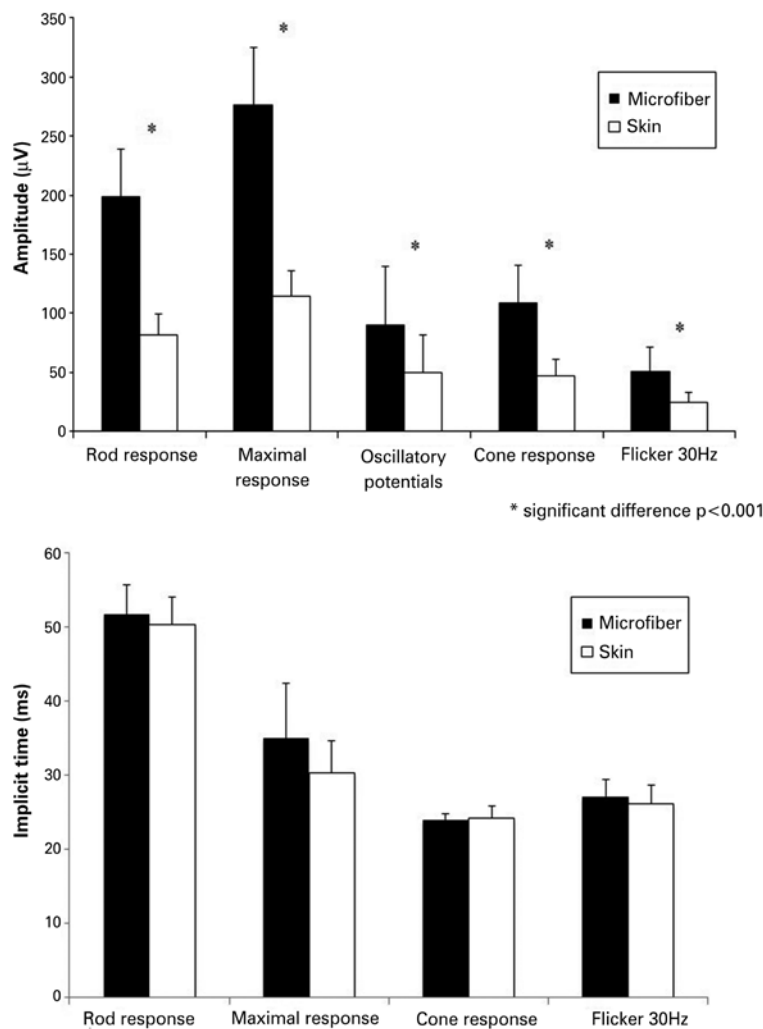 350
300
250
200
150
100
50
0
Amplitude (µV)
*
*
*
*
*
Microfiber
Skin
Rod response
Maximal
response
Oscillatory
potentials
Cone response
Flicker 30Hz
* significant difference p<0.001
60
50
40
30
20
10
0
Implicit time (ms)
Microfiber
Skin
Rod response
Maximal response
Cone response
Flicker 30Hz